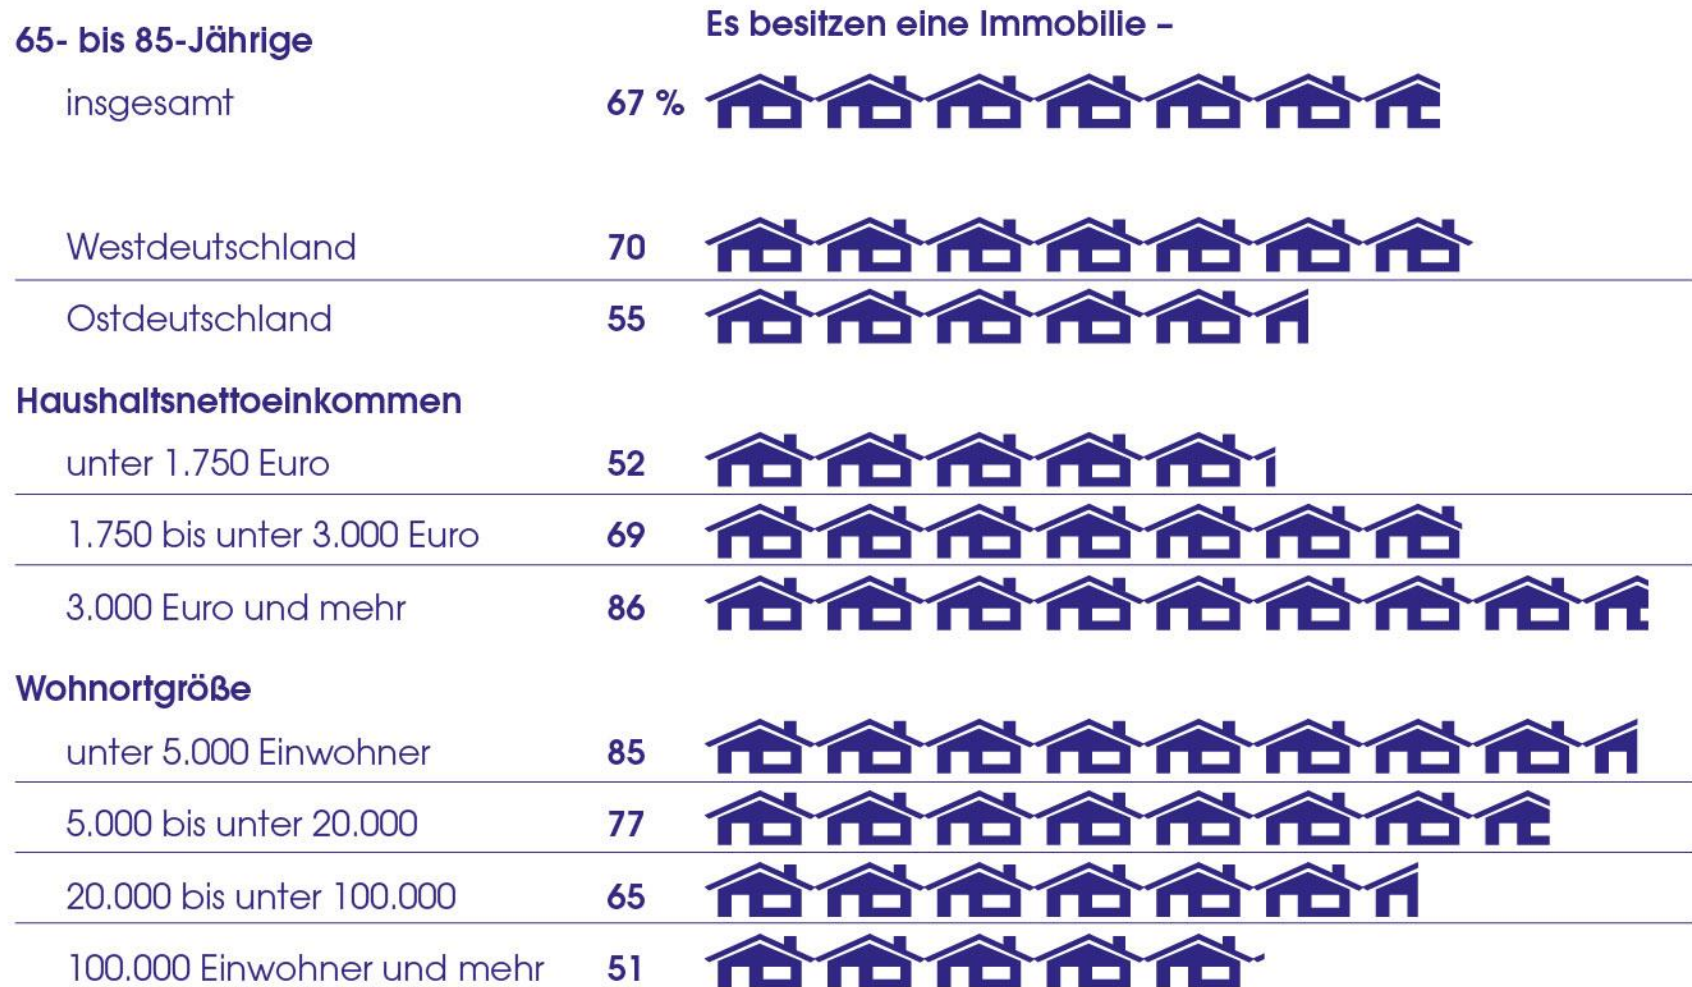 65- bis 85-Jährige
Es besitzen eine Immobilie –
insgesamt 67 %
Westdeutschland 70
Ostdeutschland 55
Haushaltsnettoeinkommen
unter 1.750 Euro 52
1.750 bis unter 3.000 Euro 69
3.000 Euro und mehr 86
Wohnortgröße
unter 5.000 Einwohner 85
5.000 bis unter 20.000 77
20.000 bis unter 100.000 65
100.000 Einwohner und mehr 51